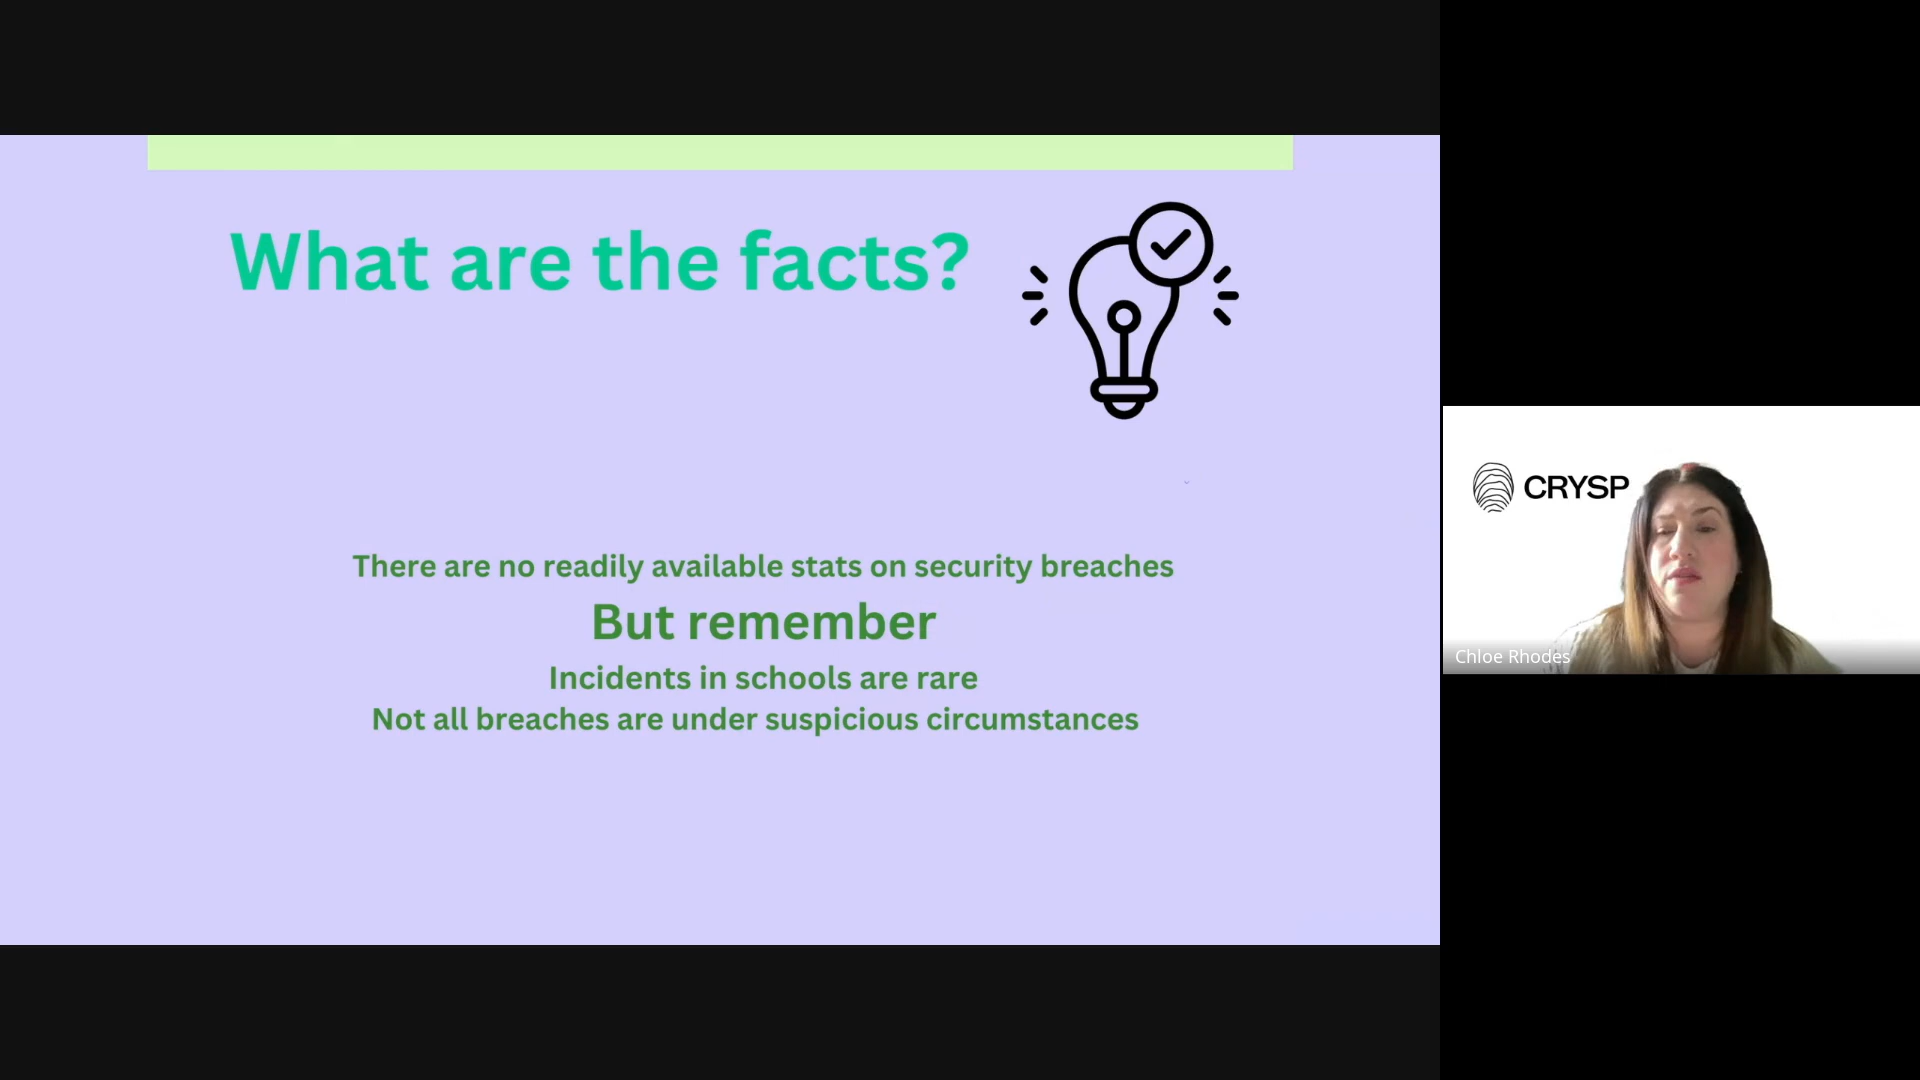 What are the facts?
There are no readily available stats on security breaches
But remember
Incidents in schools are rare
Not all breaches are under suspicious circumstances
CRYSP
Chloe Rhodes